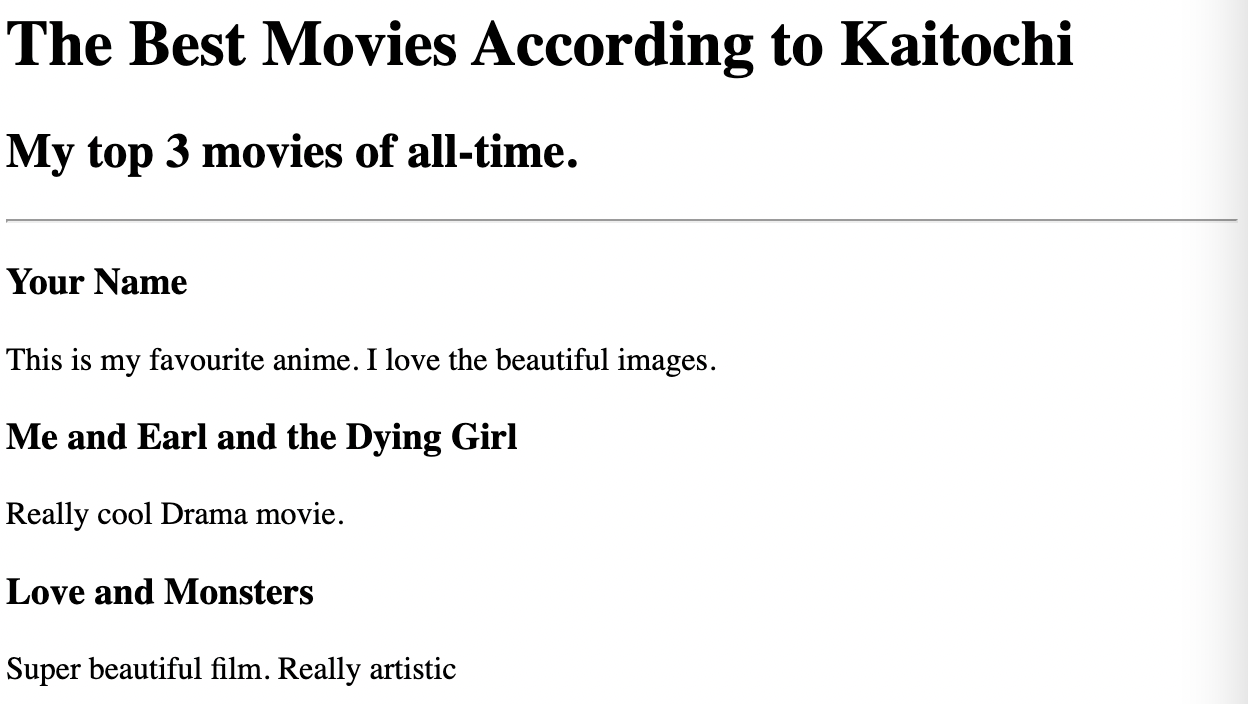 The Best Movies According to Kaitochi
My top 3 movies of all-time.
Your Name
This is my favourite anime. I love the beautiful images.
Me and Earl and the Dying Girl
Really cool Drama movie.
Love and Monsters
Super beautiful film. Really artistic